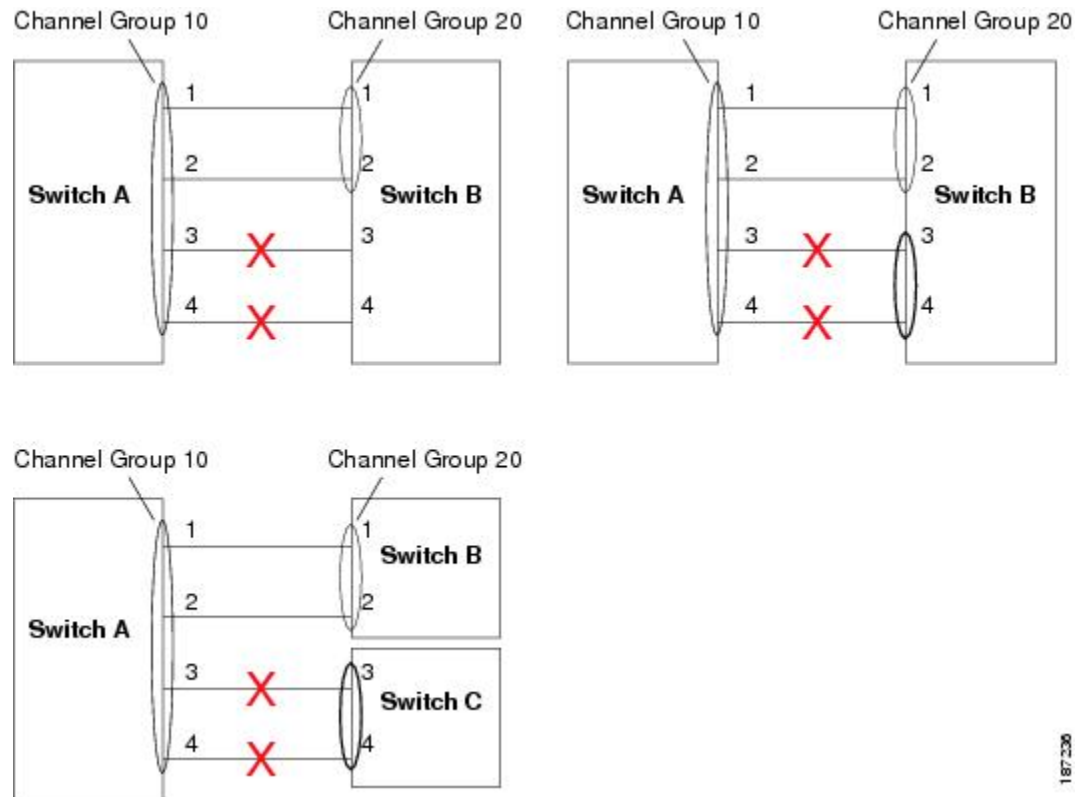 Channel Group 10 Channel Group 20
1 1
2 2
Switch A Switch B
3 3
4 4
Channel Group 10 Channel Group 20
1 1
2 2
Switch A Switch B
3 3
X
4 4
X
X
X
Channel Group 10 Channel Group 20
1 1
Switch B
2 2
Switch A
3 3
X
Switch C
4 4
X
187236